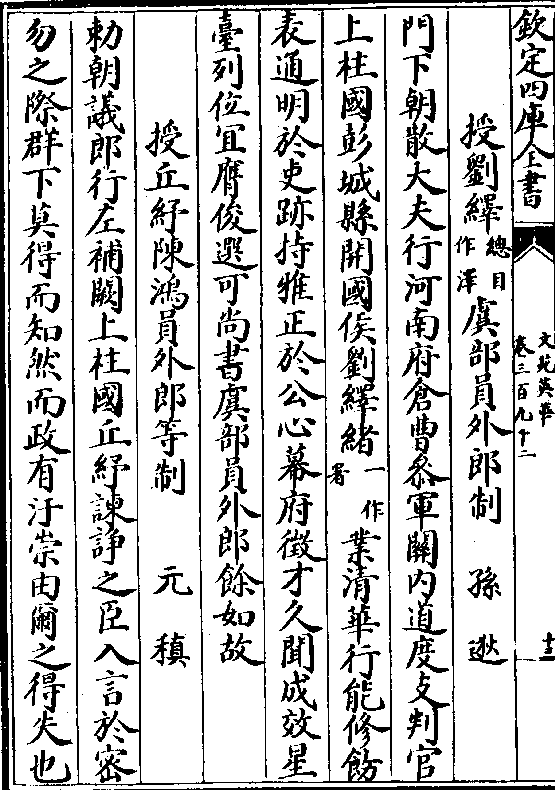 欽定四庫全書
文苑英華
卷三百九十二
十三
授劉繹總目作澤虞部員外郎制 孫逖
門下朝散大夫行河南府倉曹叅軍關内道度支判官
上柱國彭城縣開國侯劉繹緒一作署業清華行能修飭
表通明於吏跡持雅正於公心幕府徵才久聞成效星
臺列位宜膺俊選可尚書虞部員外郎餘如故
授丘紓陳鴻員外郎等制 元稹
勅朝議郎行左補闕上柱國丘紓諫諍之臣入言於密
勿之際群下莫得而知然而政有汙崇由爾之得失也